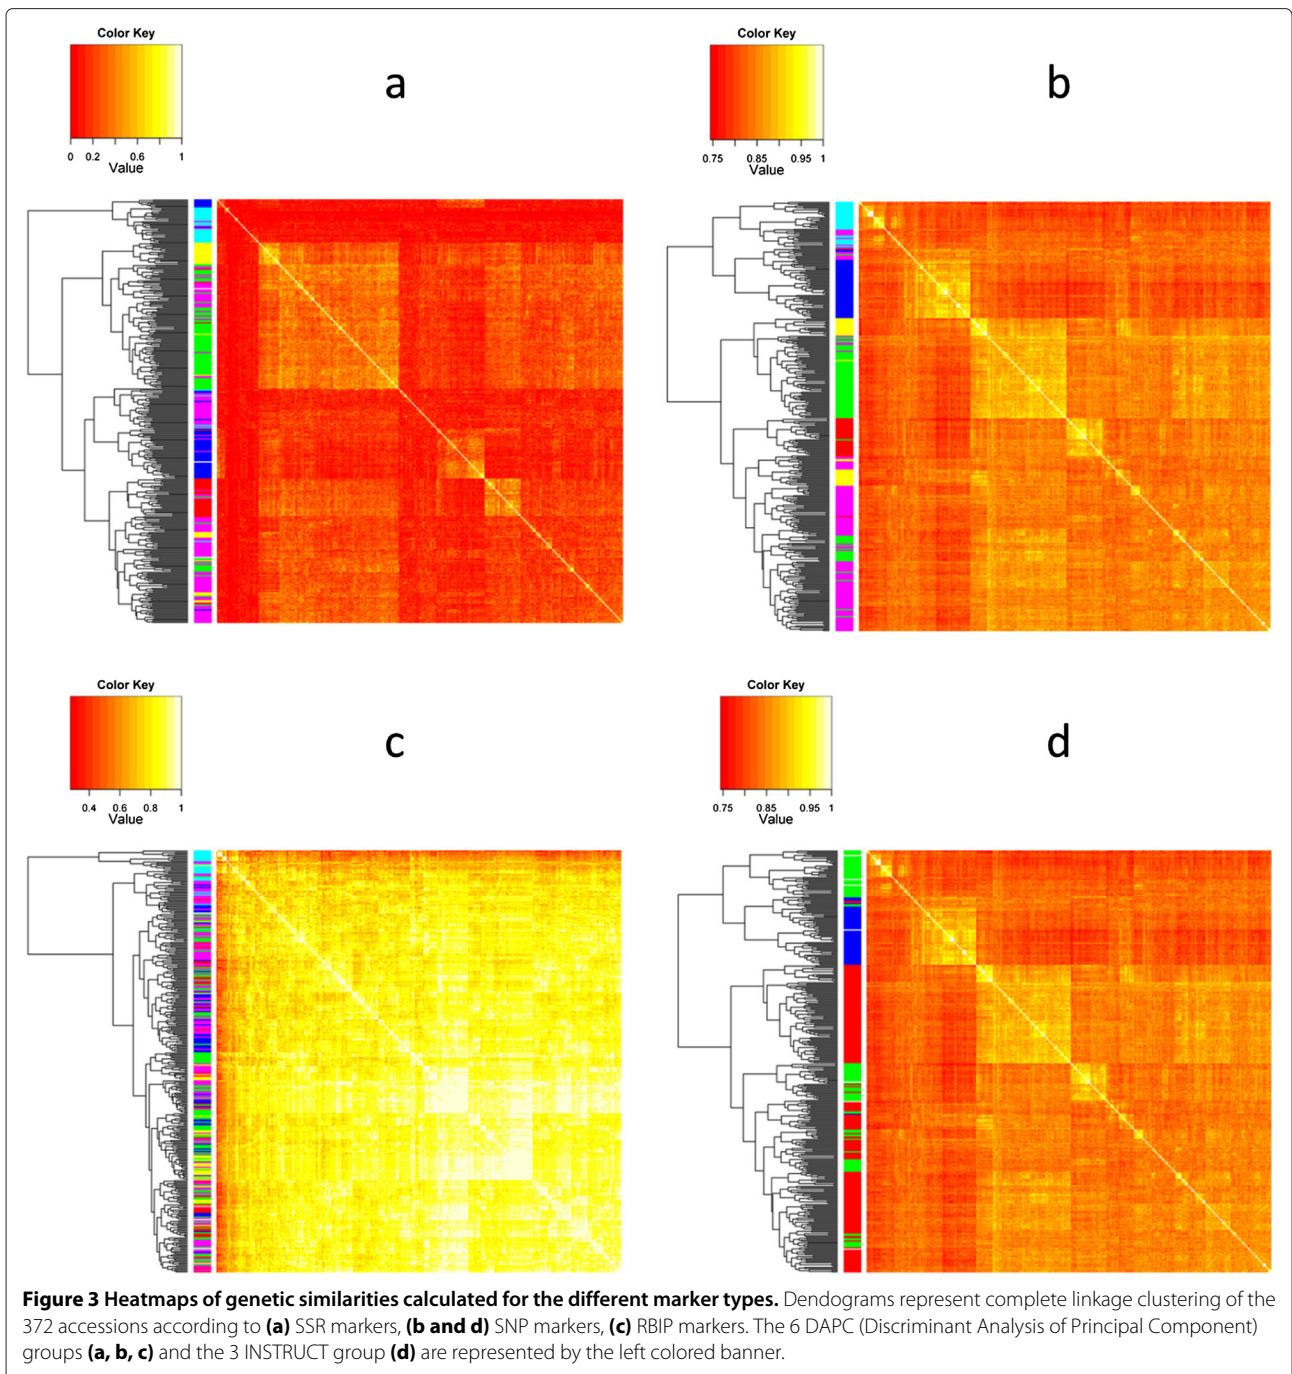 Color Key
0 0.2 0.6 1
Value
a
Color Key
0.75 0.85 0.95 1
Value
b
Color Key
0.4 0.6 0.8 1
Value
c
Color Key
0.75 0.85 0.95 1
Value
d
Figure 3 Heatmaps of genetic similarities calculated for the different marker types. Dendograms represent complete linkage clustering of the
372 accessions according to (a) SSR markers, (b and d) SNP markers, (c) RBIP markers. The 6 DAPC (Discriminant Analysis of Principal Component)
groups (a, b, c) and the 3 INSTRUCT group (d) are represented by the left colored banner.